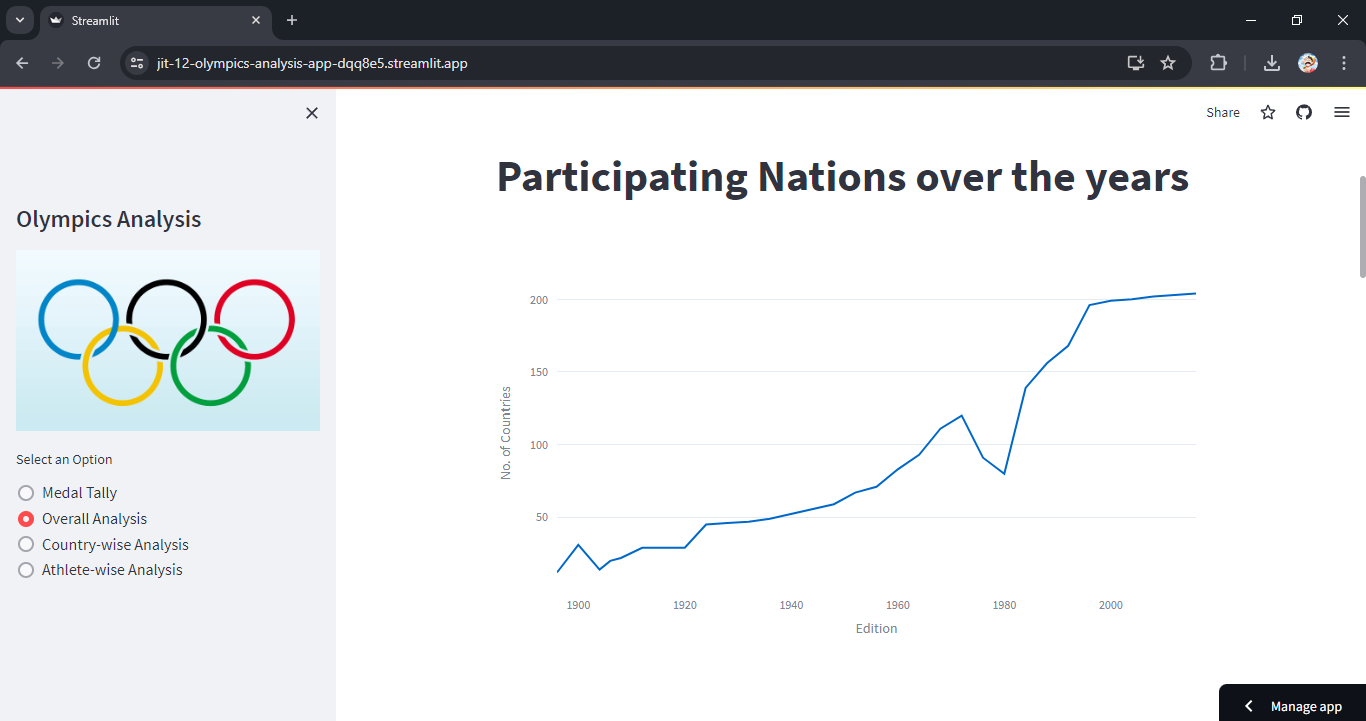 Streamlit
jit-12-olympics-analysis-app-dqq8e5.streamlit.app
Share
Olympics Analysis
Select an Option
Medal Tally
Overall Analysis
Country-wise Analysis
Athlete-wise Analysis
Participating Nations over the years
No. of Countries
200
150
100
50
1900 1920 1940 1960 1980 2000
Edition
Manage app